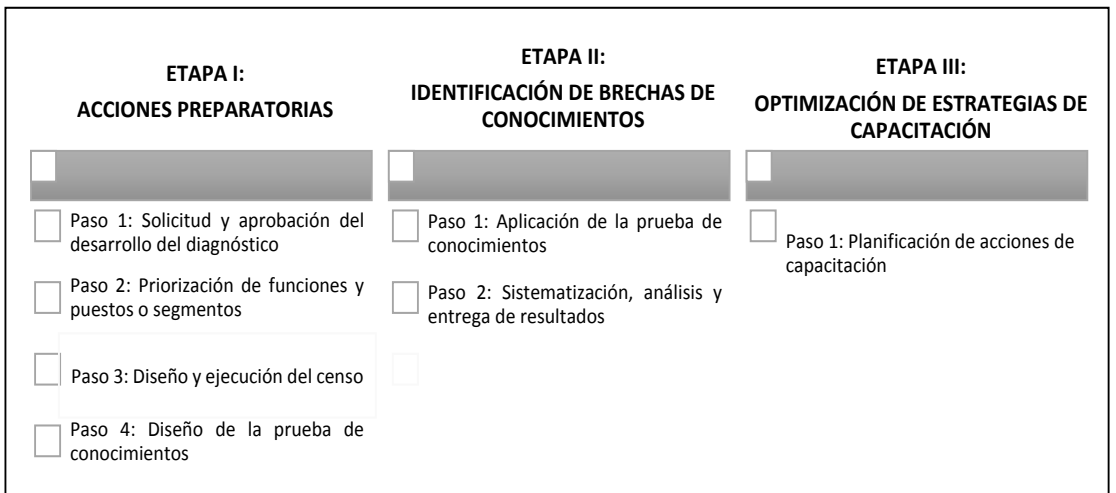 ETAPA I:
ACCIONES PREPARATORIAS
Paso 1: Solicitud y aprobación del
desarrollo del diagnóstico
Paso 2: Priorización de funciones y
puestos o segmentos
Paso 3: Diseño y ejecución del censo
Paso 4: Diseño de la prueba de
conocimientos
ETAPA II:
IDENTIFICACIÓN DE BRECHAS DE
CONOCIMIENTOS
Paso 1: Aplicación de la prueba de
conocimientos
Paso 2: Sistematización, análisis y
entrega de resultados
ETAPA III:
OPTIMIZACIÓN DE ESTRATEGIAS DE
CAPACITACIÓN
Paso 1: Planificación de acciones de
capacitación